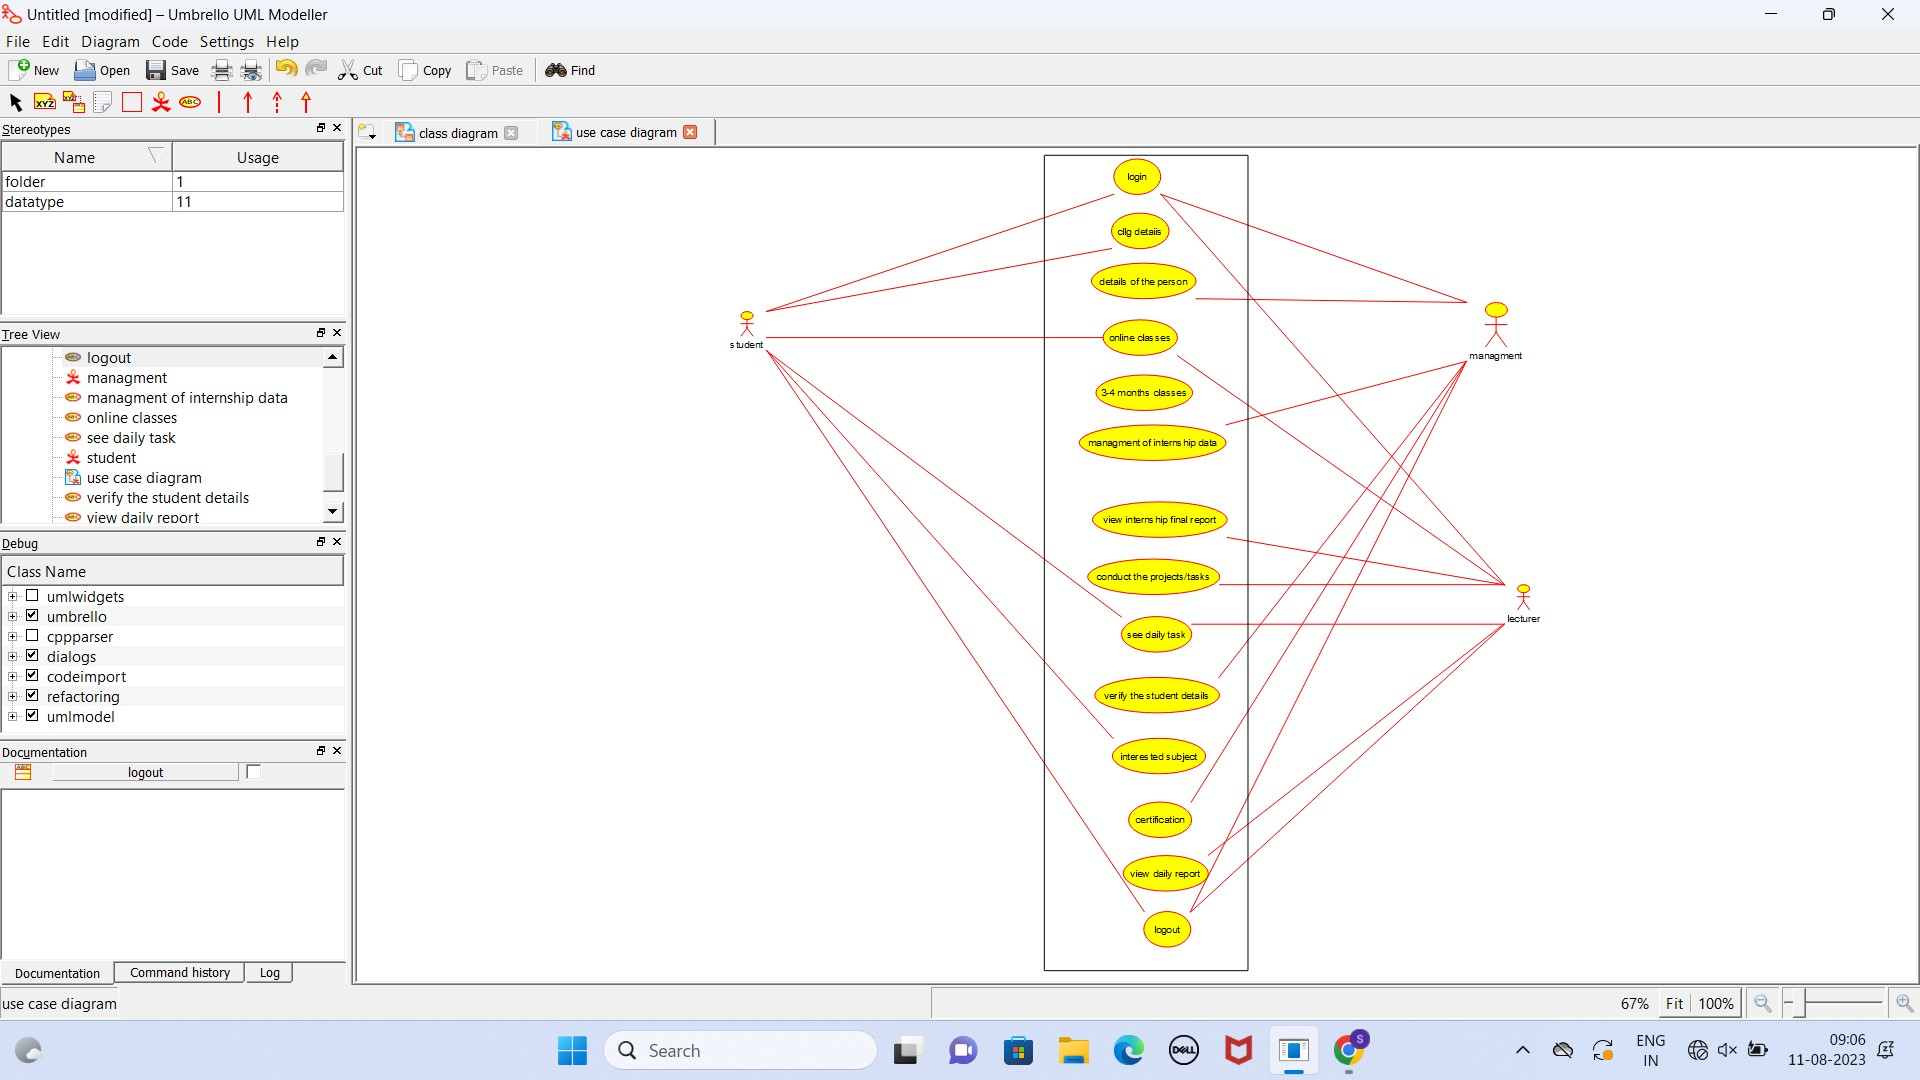 Untitled [modified] – Umbrello UML Modeller
File Edit Diagram Code Settings Help
New Open Save Cut Copy Paste Find
XYZ ABC
Stereotypes
Name Usage
folder 1
datatype 11
Tree View
logout
managment
managment of internship data
online classes
see daily task
student
use case diagram
verify the student details
view daily report
Debug
Class Name
umlwidgets
umbrello
cppparser
dialogs
codeimport
refactoring
umlmodel
Documentation
logout
Documentation Command history Log
class diagram use case diagram
login
cllg details
details of the person
student
online classes
managment
3-4 months classes
managment of internship data
view internship final report
conduct the projects/tasks
lecturer
see daily task
verify the student details
interested subject
certification
view daily report
logout
use case diagram
67% Fit 100%
Search
DELL
S
ENG
IN
09:06
11-08-2023